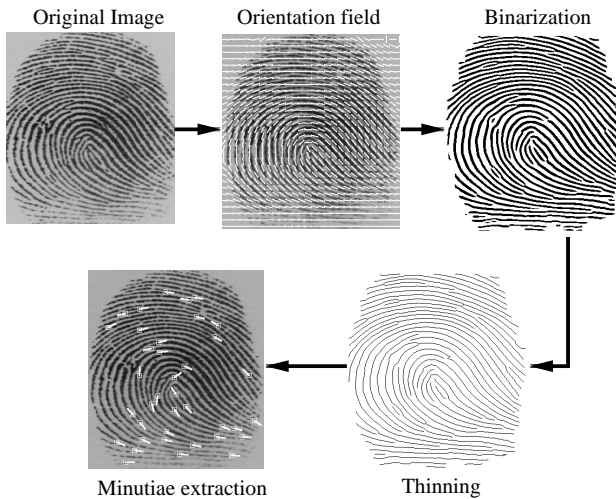 Original Image
Orientation field
Binarization
Minutiae extraction
Thinning